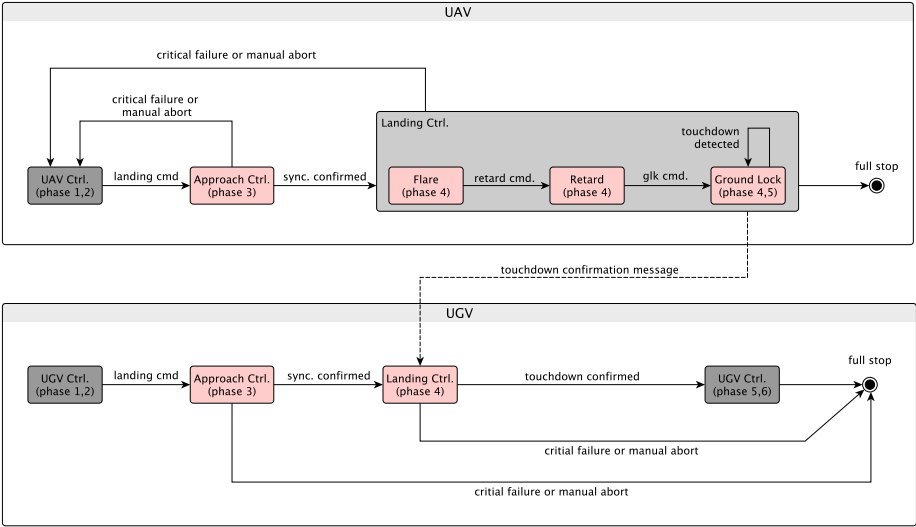 UAV
critical failure or manual abort
critical failure or
manual abort
Landing Ctrl.
touchdown
detected
full stop
UAV Ctrl.
(phase 1,2)
landing cmd
Approach Ctrl.
(phase 3)
sync. confirmed
Flare
(phase 4)
retard cmd.
Retard
(phase 4)
glk cmd.
Ground Lock
(phase 4,5)
touchdown confirmation message
UGV
full stop
UGV Ctrl.
(phase 1,2)
landing cmd
Approach Ctrl.
(phase 3)
sync. confirmed
Landing Ctrl.
(phase 4)
touchdown confirmed
UGV Ctrl.
(phase 5,6)
critial failure or manual abort
critial failure or manual abort